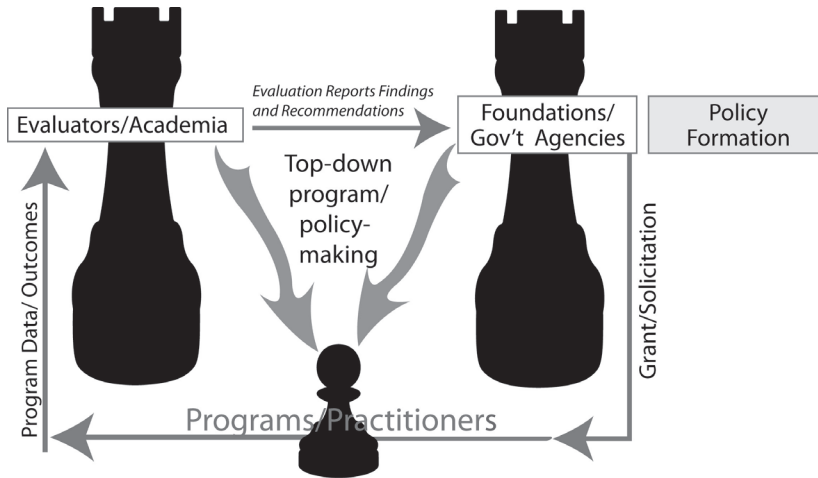 Evaluation Reports Findings
and Recommendations
Evaluators/Academia
Foundations/
Gov't Agencies
Policy
Formation
Top-down
program/
policy-
making
Program Data/ Outcomes
Grant/Solicitation
Programs/Practitioners